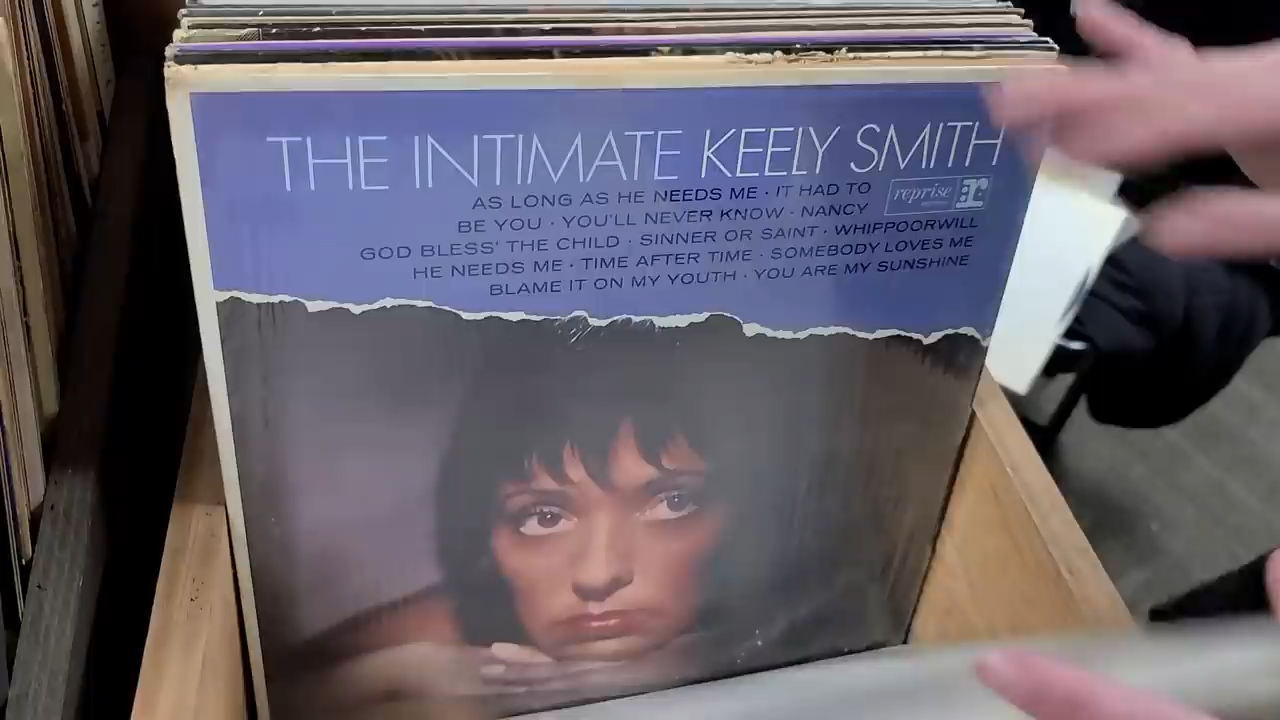 THE INTIMATE KEELY SMITH
AS LONG AS HE NEEDS ME · IT HAD TO
BE YOU · YOU'LL NEVER KNOW · NANCY
GOD BLESS' THE CHILD · SINNER OR SAINT · WHIPPOORWILL
HE NEEDS ME · TIME AFTER TIME · SOMEBODY LOVES ME
BLAME IT ON MY YOUTH · YOU ARE MY SUNSHINE
reprise r